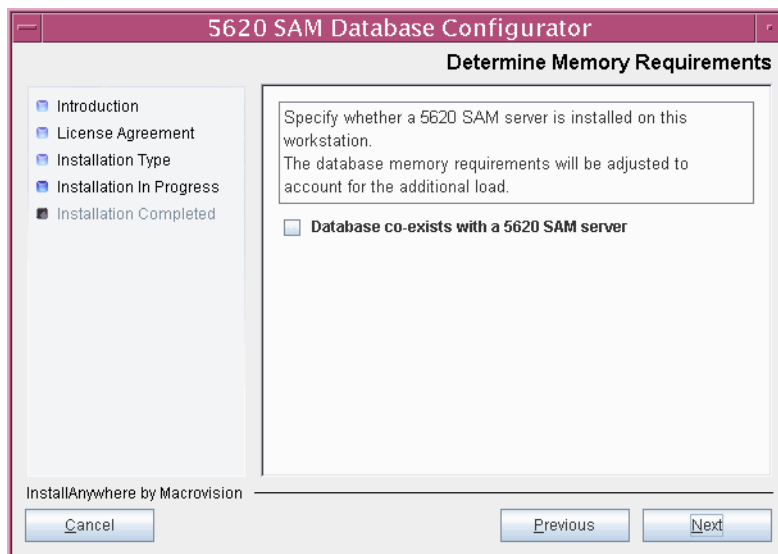 5620 SAM Database Configurator
Determine Memory Requirements
Introduction
License Agreement
Installation Type
Installation In Progress
Installation Completed
Specify whether a 5620 SAM server is installed on this
workstation.
The database memory requirements will be adjusted to
account for the additional load.
Database co-exists with a 5620 SAM server
InstallAnywhere by Macrovision
Cancel
Previous
Next